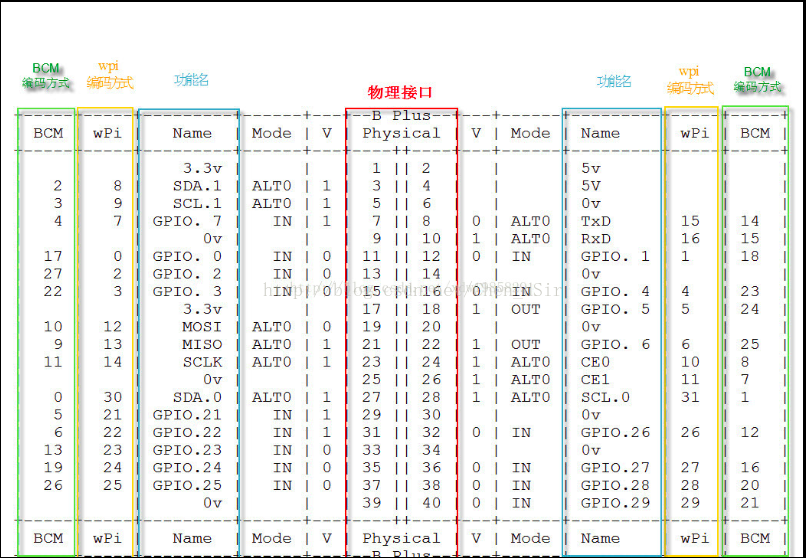 BCM 编码方式 wpi 编码方式 功能名 物理接口 功能名 wpi 编码方式 BCM 编码方式
B Plus
BCM | wPi | Name | Mode | V | Physical | V | Mode | Name | wPi | BCM
3.3v | | | 1 || 2 | | | 5v
2 | 8 | SDA.1 | ALT0 | 1 | 3 || 4 | | | 5V
3 | 9 | SCL.1 | ALT0 | 1 | 5 || 6 | | | 0v
4 | 7 | GPIO. 7 | IN | 1 | 7 || 8 | 0 | ALT0 | TxD | 15 | 14
0v | | | 9 || 10 | 1 | ALT0 | RxD | 16 | 15
17 | 0 | GPIO. 0 | IN | 0 | 11 || 12 | 0 | IN | GPIO. 1 | 1 | 18
27 | 2 | GPIO. 2 | IN | 0 | 13 || 14 | | | 0v
22 | 3 | GPIO. 3 | IN | 0 | 15 || 16 | 0 | IN | GPIO. 4 | 4 | 23
3.3v | | | 17 || 18 | 1 | OUT | GPIO. 5 | 5 | 24
10 | 12 | MOSI | ALT0 | 0 | 19 || 20 | | | 0v
9 | 13 | MISO | ALT0 | 1 | 21 || 22 | 1 | OUT | GPIO. 6 | 6 | 25
11 | 14 | SCLK | ALT0 | 1 | 23 || 24 | 1 | ALT0 | CE0 | 10 | 8
0v | | | 25 || 26 | 1 | ALT0 | CE1 | 11 | 7
0 | 30 | SDA.0 | ALT0 | 1 | 27 || 28 | 1 | ALT0 | SCL.0 | 31 | 1
5 | 21 | GPIO.21 | IN | 1 | 29 || 30 | | | 0v
6 | 22 | GPIO.22 | IN | 1 | 31 || 32 | 0 | IN | GPIO.26 | 26 | 12
13 | 23 | GPIO.23 | IN | 0 | 33 || 34 | | | 0v
19 | 24 | GPIO.24 | IN | 0 | 35 || 36 | 0 | IN | GPIO.27 | 27 | 16
26 | 25 | GPIO.25 | IN | 0 | 37 || 38 | 0 | IN | GPIO.28 | 28 | 20
0v | | | 39 || 40 | 0 | IN | GPIO.29 | 29 | 21
BCM | wPi | Name | Mode | V | Physical | V | Mode | Name | wPi | BCM
B Plus